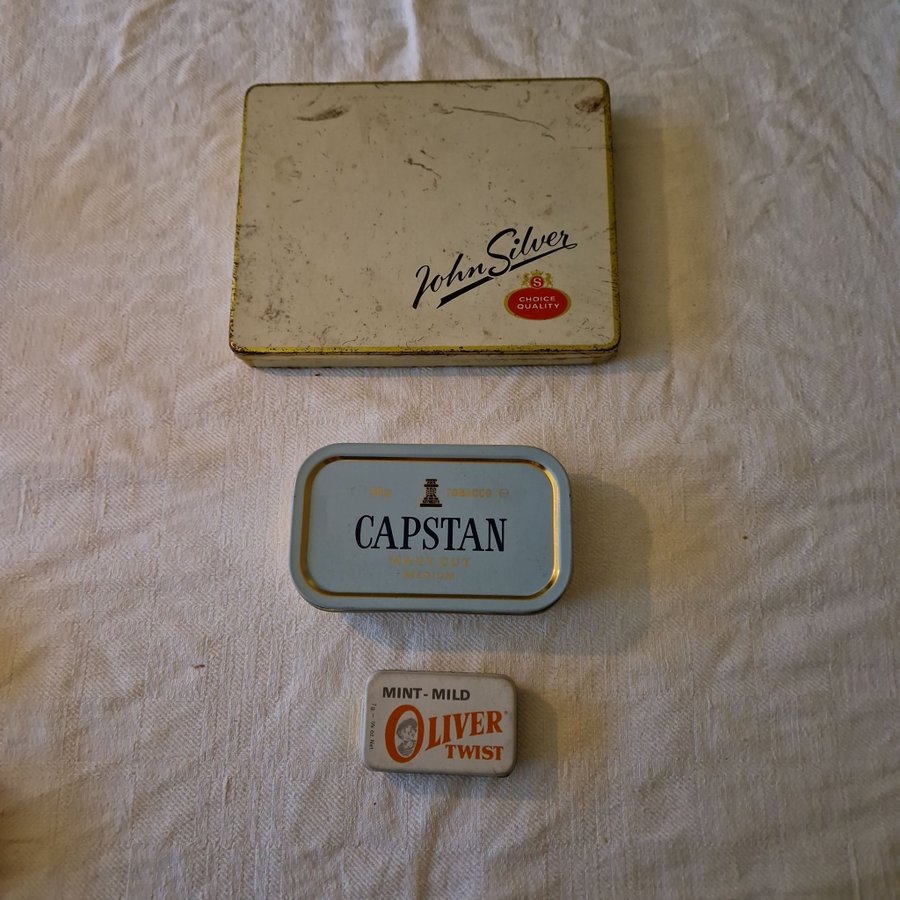 John Silver
S
CHOICE
QUALITY
TOBACCO
CAPSTAN
NAVY CUT
MEDIUM
MINT-MILD
OLIVER
TWIST